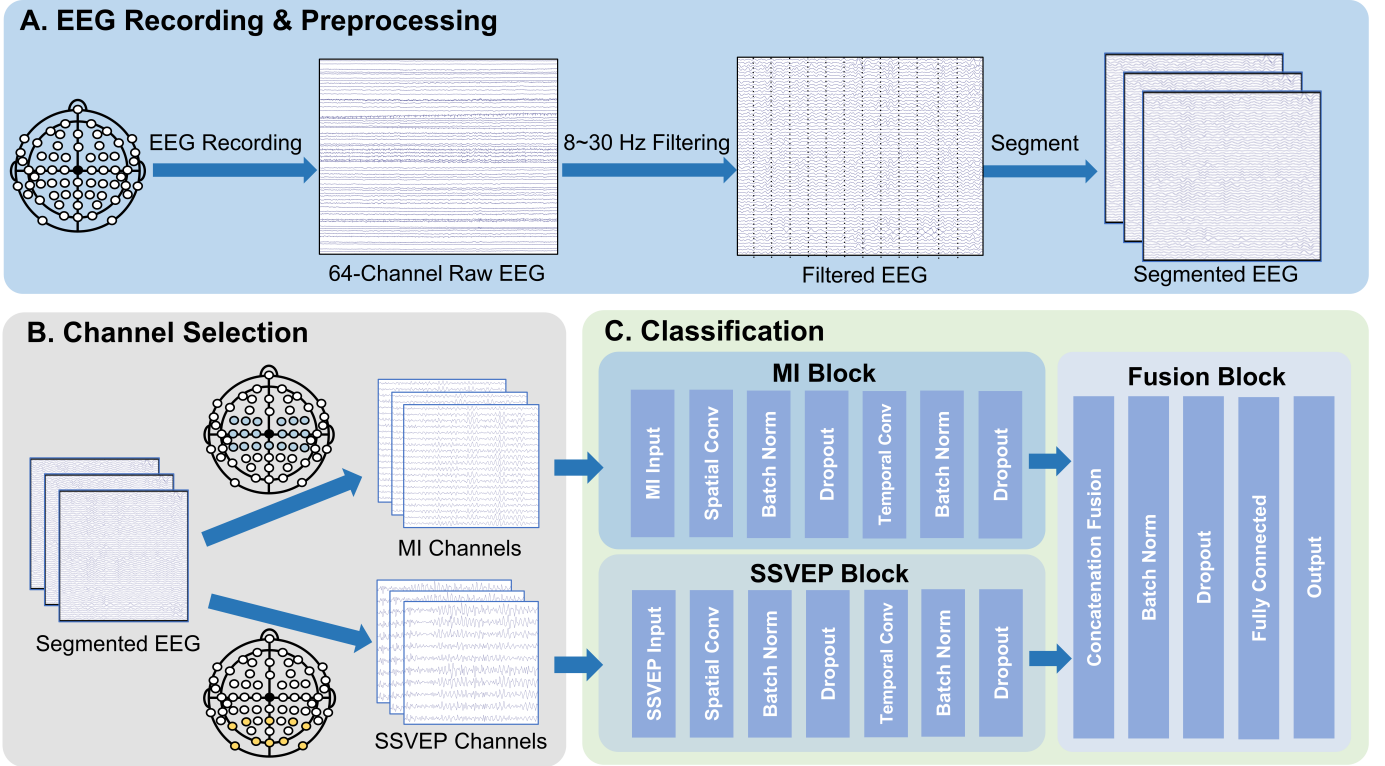 A. EEG Recording & Preprocessing
EEG Recording
8~30 Hz Filtering
Segment
64-Channel Raw EEG
Filtered EEG
Segmented EEG
B. Channel Selection
Segmented EEG
MI Channels
SSVEP Channels
C. Classification
MI Block
MI Input
Spatial Conv
Batch Norm
Dropout
Temporal Conv
Batch Norm
Dropout
SSVEP Block
SSVEP Input
Spatial Conv
Batch Norm
Dropout
Temporal Conv
Batch Norm
Dropout
Fusion Block
Concatenation Fusion
Batch Norm
Dropout
Fully Connected
Output